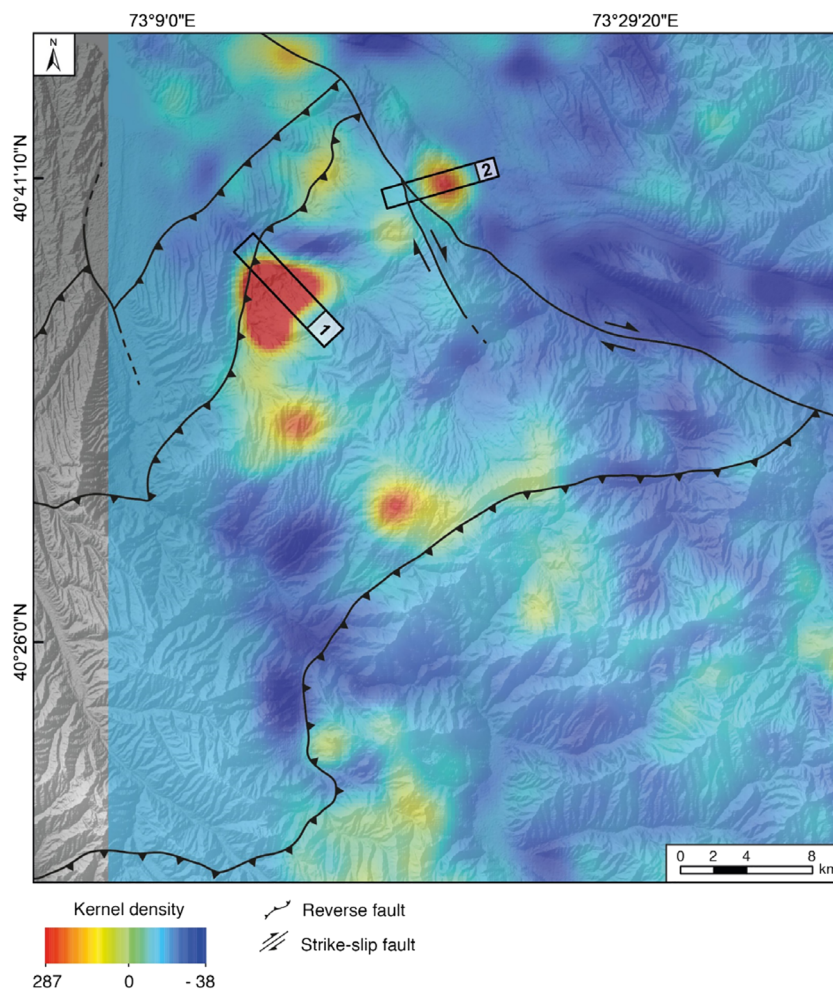 73°9'0"E
73°29'20"E
N
40°41'10"N
2
1
40°26'0"N
0 2 4 8
km
Kernel density
287 0 - 38
Reverse fault
Strike-slip fault